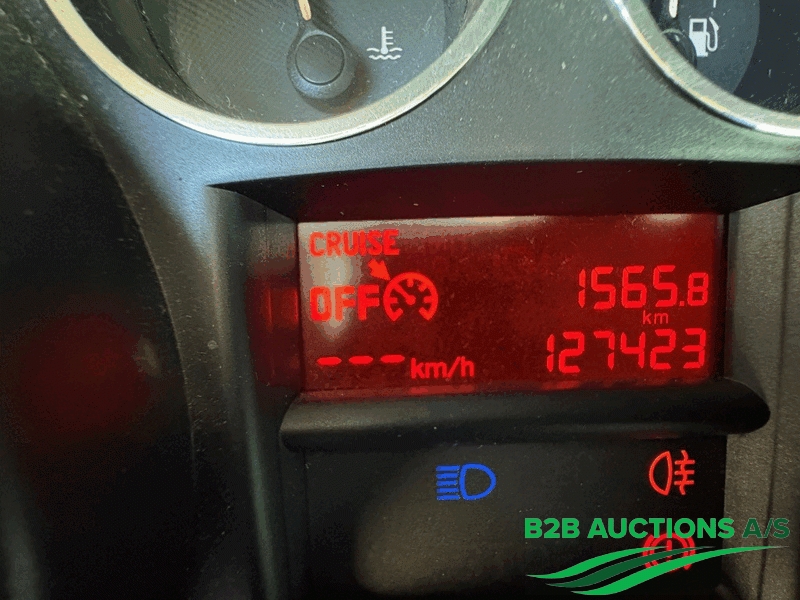 CRUISE
OFF
1565.8
km
--- km/h
127423
B2B AUCTIONS A/S